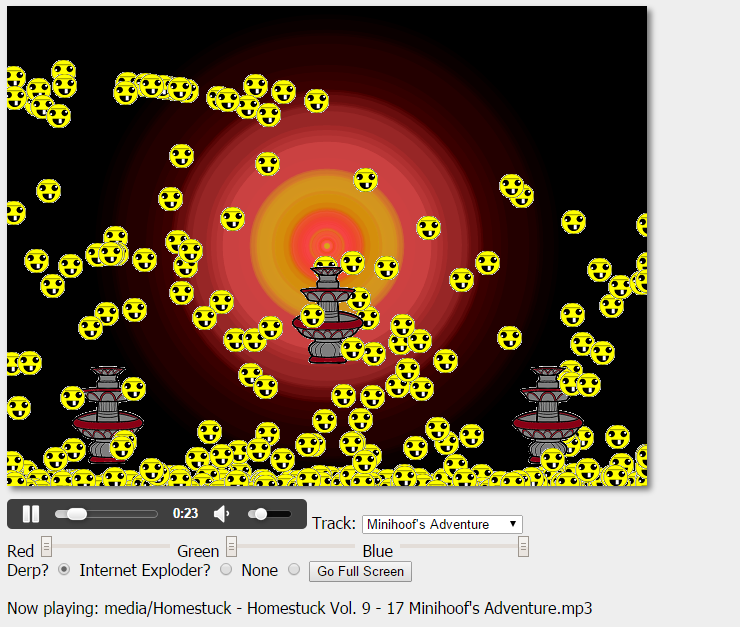 0:23 Track: Minihoof's Adventure
Red Green Blue
Derp? Internet Exploder? None Go Full Screen
Now playing: media/Homestuck - Homestuck Vol. 9 - 17 Minihoof's Adventure.mp3